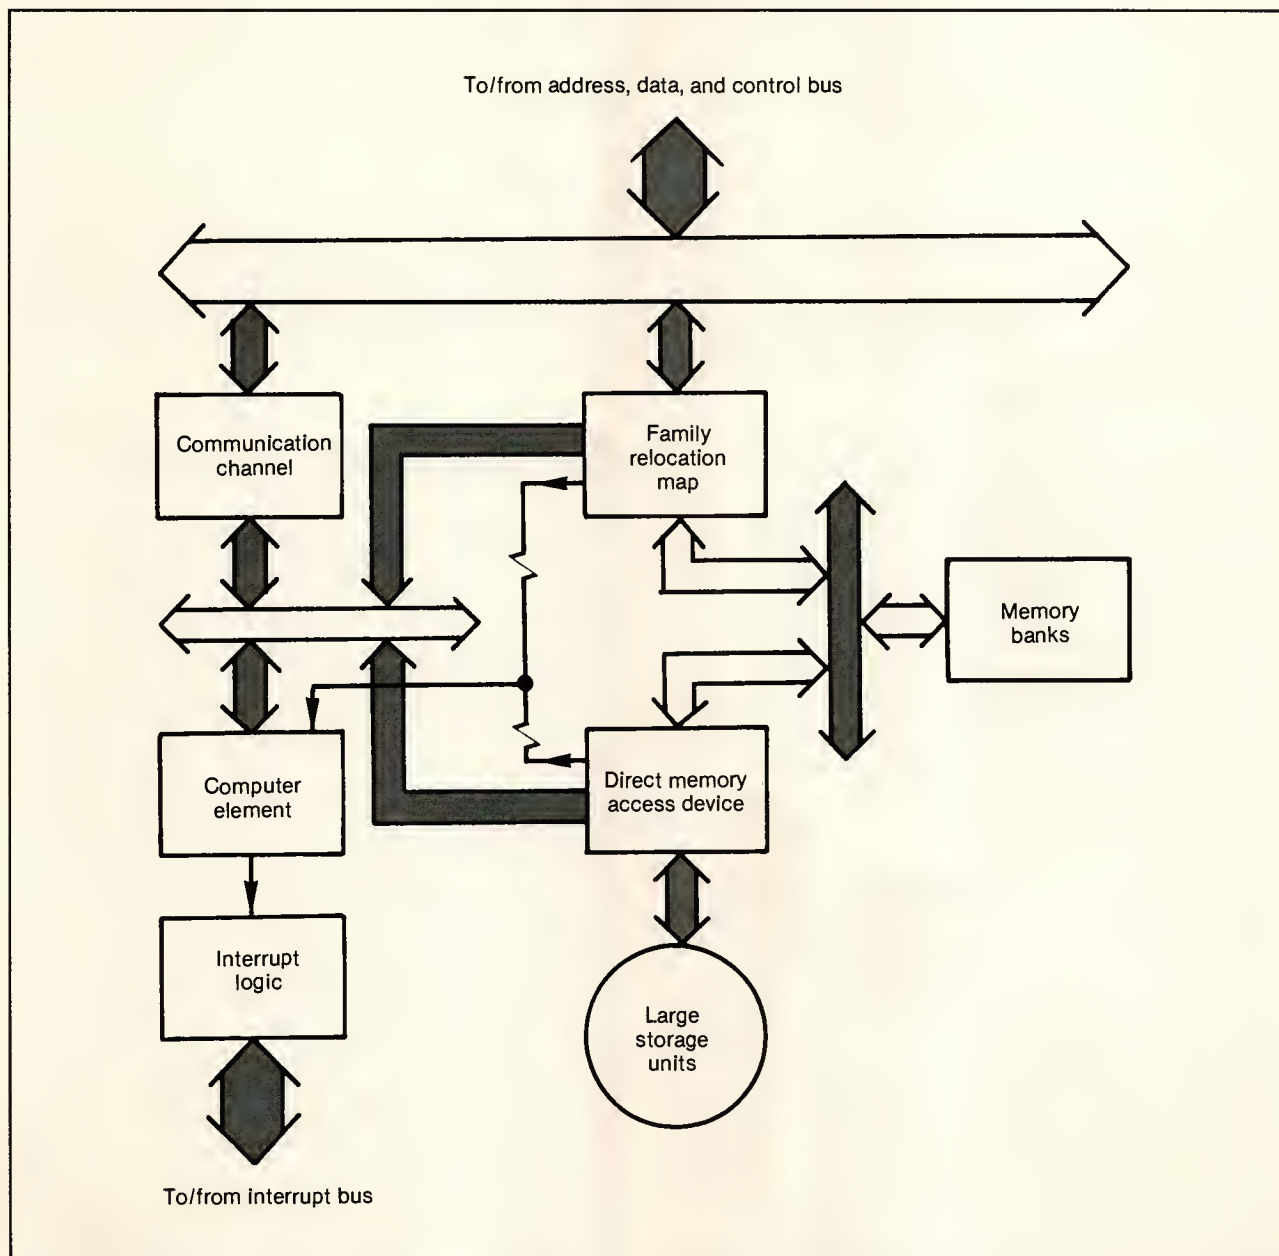 To/from address, data, and control bus
Communication
channel
Family
relocation
map
Memory
banks
Computer
element
Direct memory
access device
Interrupt
logic
Large
storage
units
To/from interrupt bus